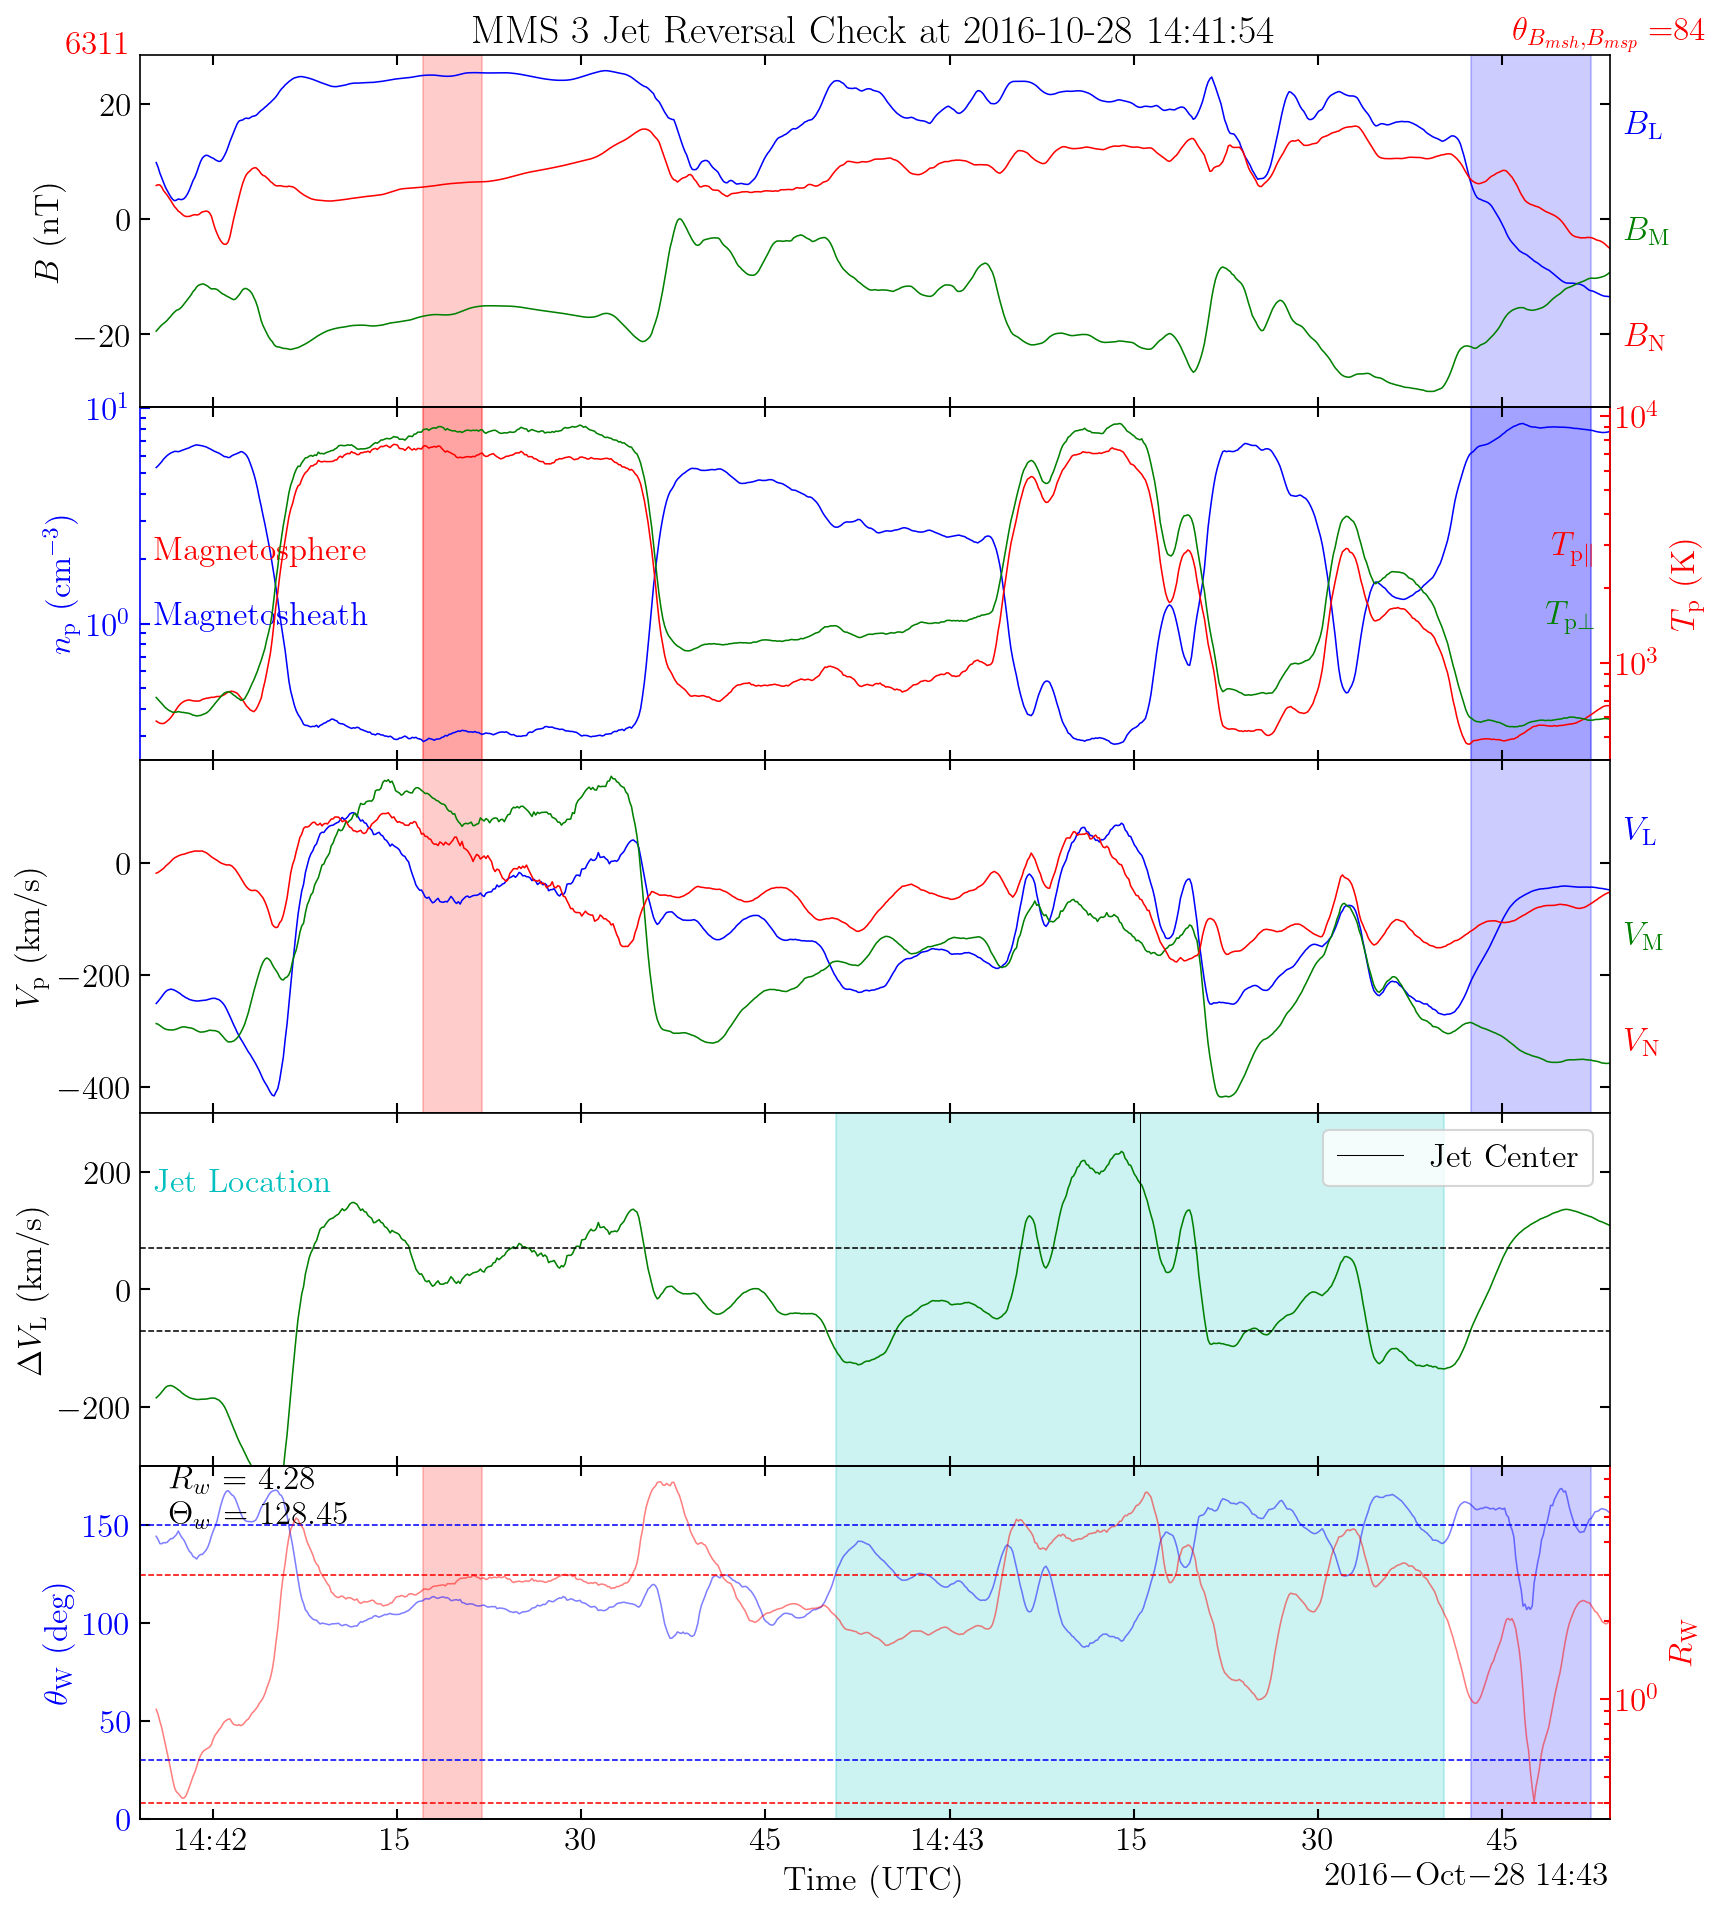 MMS 3 Jet Reversal Check at 2016-10-28 14:41:54
6311
θ_{B_{msh},B_{msp}} =84
B (nT)
20
0
−20
B_L
B_M
B_N
n_p (cm^{−3})
10^1
10^0
Magnetosphere
Magnetosheath
T_{p∥}
T_{p⊥}
10^4
10^3
T_p (K)
V_p (km/s)
0
−200
−400
V_L
V_M
V_N
ΔV_L (km/s)
200
0
−200
Jet Location
Jet Center
R_w = 4.28
Θ_w = 128.45
θ_W (deg)
150
100
50
0
10^0
R_W
14:42 15 30 45 14:43 15 30 45
Time (UTC)
2016−Oct−28 14:43